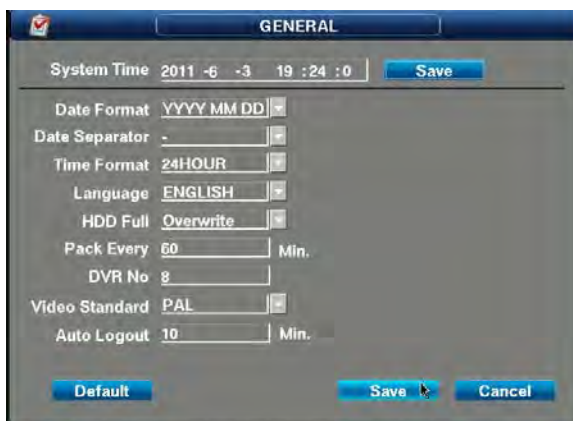 GENERAL
System Time 2011 -6 -3 19 :24 :0 Save
Date Format YYYY MM DD
Date Separator -
Time Format 24HOUR
Language ENGLISH
HDD Full Overwrite
Pack Every 60 Min.
DVR No 8
Video Standard PAL
Auto Logout 10 Min.
Default Save Cancel